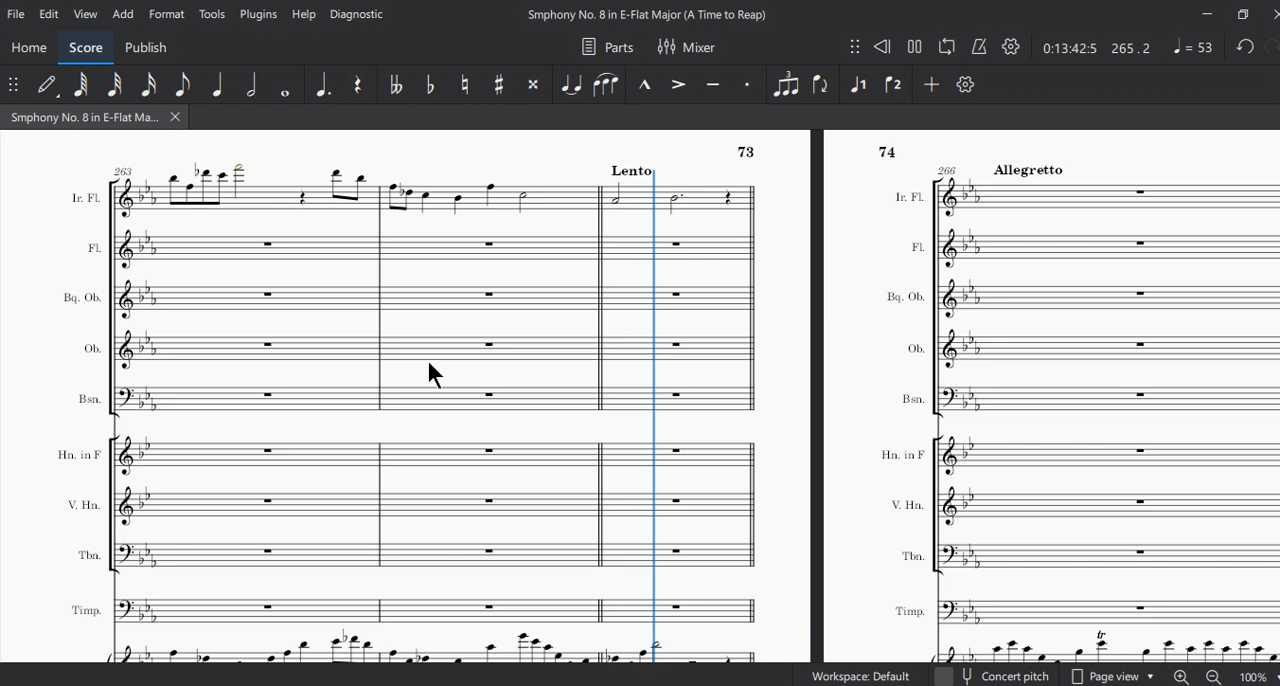 File Edit View Add Format Tools Plugins Help Diagnostic Smphony No. 8 in E-Flat Major (A Time to Reap)
Home Score Publish Parts Mixer 0:13:42:5 265.2 = 53
3 1 2
Smphony No. 8 in E-Flat Ma...
73
263 Lento
Ir. Fl.
Fl.
Bq. Ob.
Ob.
Bsn.
Hn. in F
V. Hn.
Tbn.
Timp.
74
266 Allegretto
Ir. Fl.
Fl.
Bq. Ob.
Ob.
Bsn.
Hn. in F
V. Hn.
Tbn.
Timp.
tr
Workspace: Default Concert pitch Page view 100%